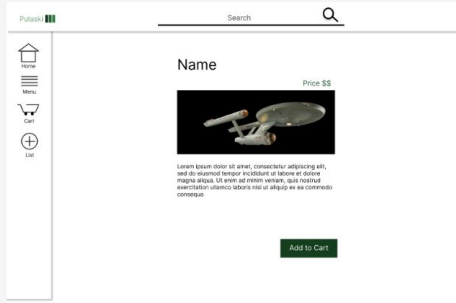 Pulaski
Search
Home
Menu
Cart
List
Name
Price $$
Lorem ipsum dolor sit amet, consectetur adipiscing elit,
sed do eiusmod tempor incididunt ut labore et dolore
magna aliqua. Ut enim ad minim veniam, quis nostrud
exercitation ullamco laboris nisi ut aliquip ex ea commodo
conseque
Add to Cart